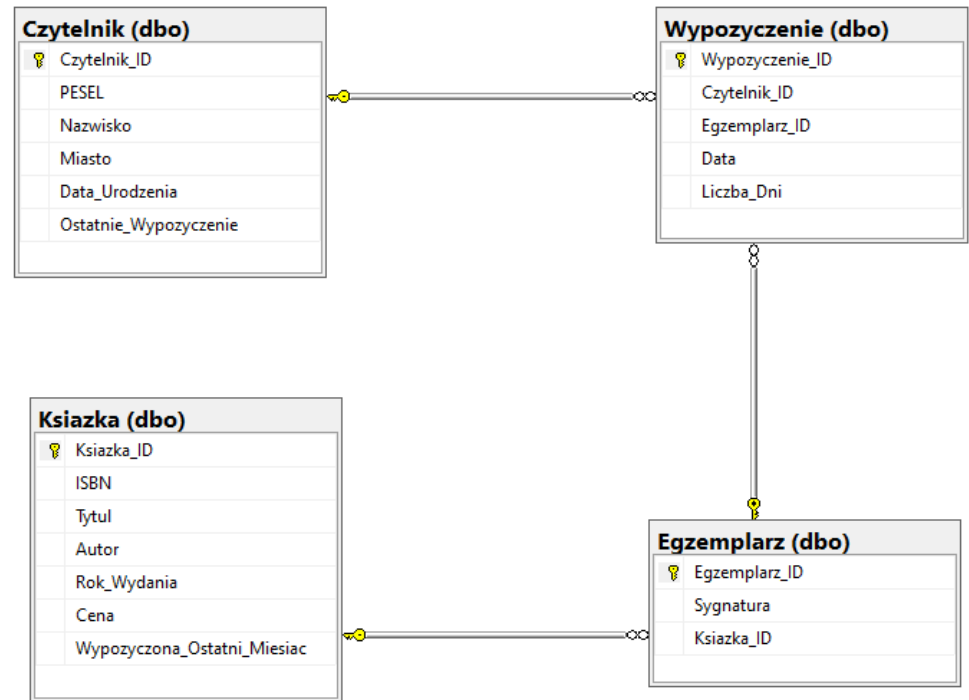 Czytelnik (dbo)
Czytelnik_ID
PESEL
Nazwisko
Miasto
Data_Urodzenia
Ostatnie_Wypozyczenie
Wypozyczenie (dbo)
Wypozyczenie_ID
Czytelnik_ID
Egzemplarz_ID
Data
Liczba_Dni
Ksiazka (dbo)
Ksiazka_ID
ISBN
Tytul
Autor
Rok_Wydania
Cena
Wypozyczona_Ostatni_Miesiac
Egzemplarz (dbo)
Egzemplarz_ID
Sygnatura
Ksiazka_ID